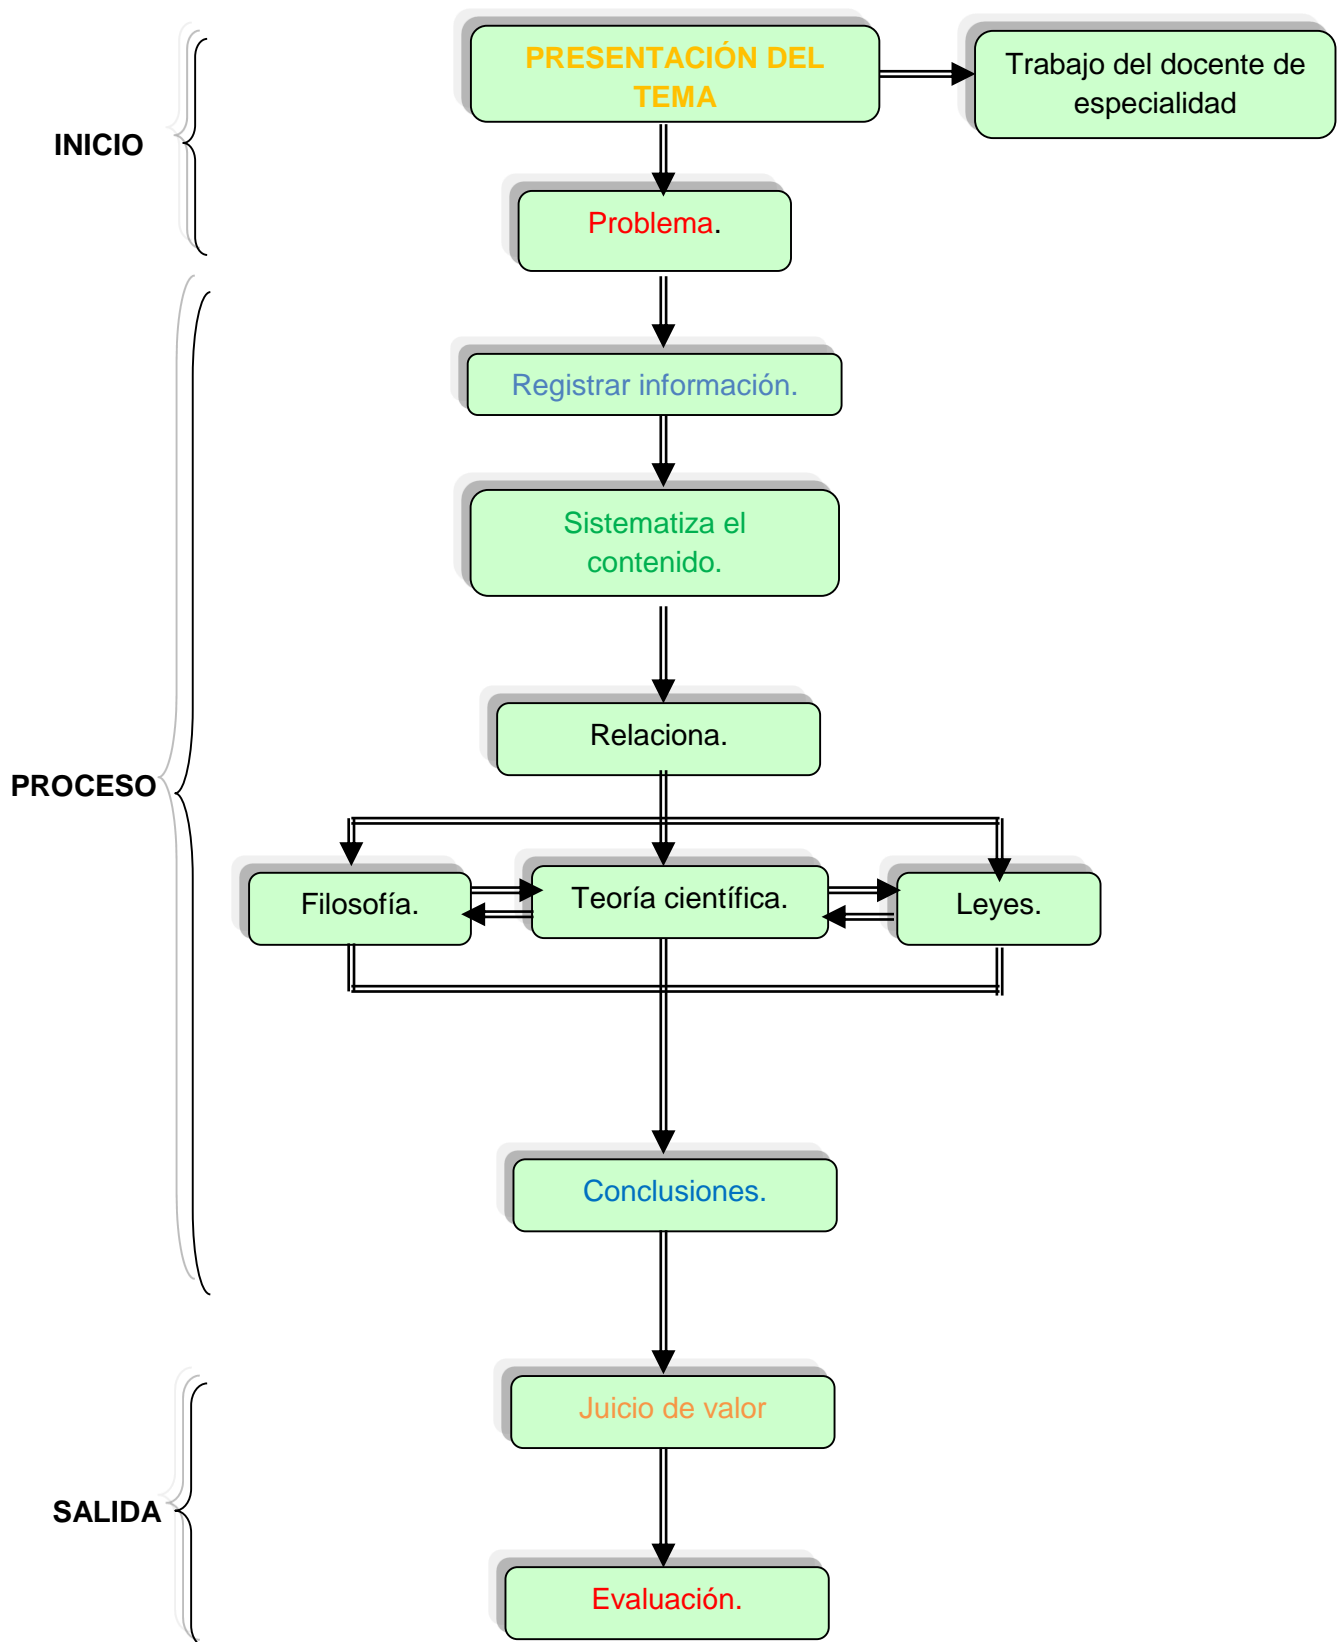 PRESENTACIÓN DEL
TEMA
Trabajo del docente de
especialidad
INICIO
Problema.
Registrar información.
Sistematiza el
contenido.
Relaciona.
PROCESO
Filosofía.
Teoría científica.
Leyes.
Conclusiones.
Juicio de valor
SALIDA
Evaluación.